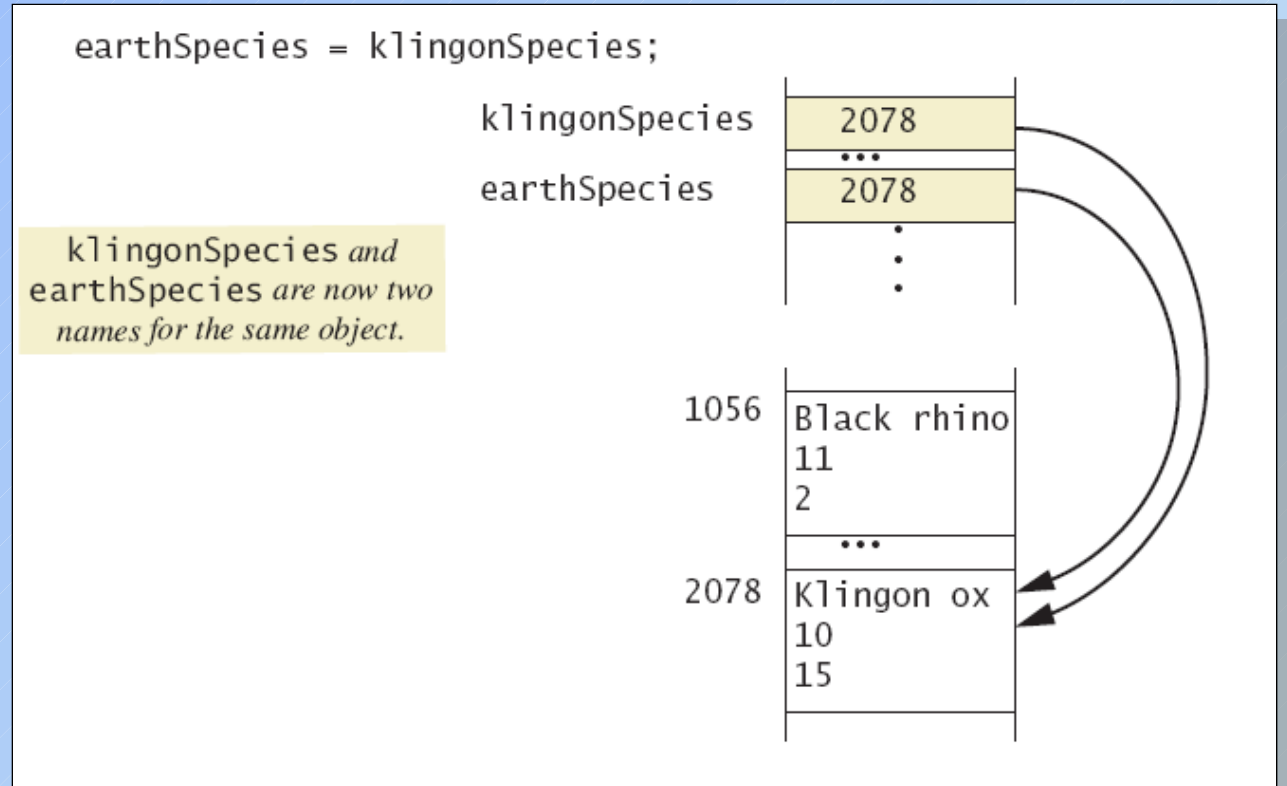 earthSpecies = klingonSpecies;
klingonSpecies 2078
•••
earthSpecies 2078
klingonSpecies and
earthSpecies are now two
names for the same object.
1056 Black rhino
11
2
•••
2078 Klingon ox
10
15